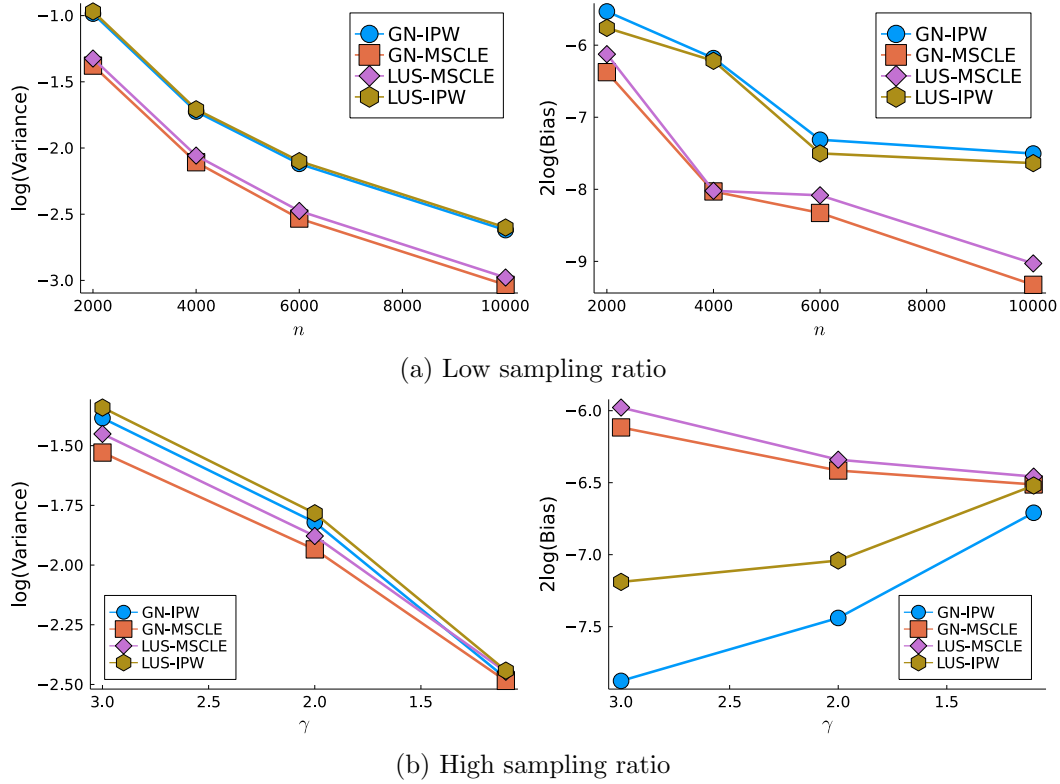 log(Variance)
−1.0
−1.5
−2.0
−2.5
−3.0
2000
4000
6000
8000
10000
n
GN-IPW
GN-MSCLE
LUS-MSCLE
LUS-IPW
2log(Bias)
−6
−7
−8
−9
2000
4000
6000
8000
10000
n
GN-IPW
GN-MSCLE
LUS-MSCLE
LUS-IPW
(a) Low sampling ratio
log(Variance)
−1.50
−1.75
−2.00
−2.25
−2.50
3.0
2.5
2.0
1.5
γ
GN-IPW
GN-MSCLE
LUS-MSCLE
LUS-IPW
2log(Bias)
−6.0
−6.5
−7.0
−7.5
3.0
2.5
2.0
1.5
γ
GN-IPW
GN-MSCLE
LUS-MSCLE
LUS-IPW
(b) High sampling ratio